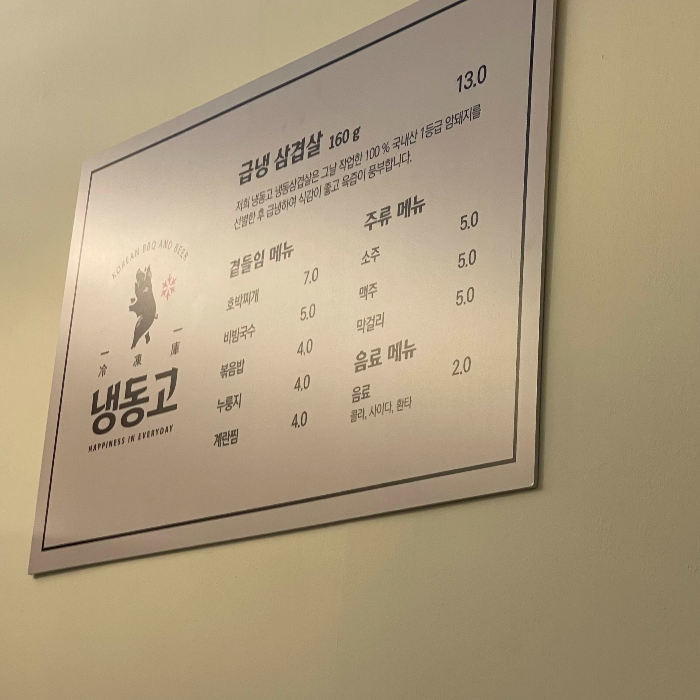 급냉 삼겹살 160 g 13.0
저희 냉동고 냉동삼겹살은 그날 작업한 100 % 국내산 1등급 암돼지를
선별한 후 급냉하여 식감이 좋고 육즙이 풍부합니다.
KOREAN BBQ AND BEER
冷 凍 庫
냉동고
HAPPINESS IN EVERYDAY
곁들임 메뉴
호박찌개 7.0
비빔국수 5.0
볶음밥 4.0
누룽지 4.0
계란찜 4.0
주류 메뉴
소주 5.0
맥주 5.0
막걸리 5.0
음료 메뉴
음료 2.0
콜라, 사이다, 환타